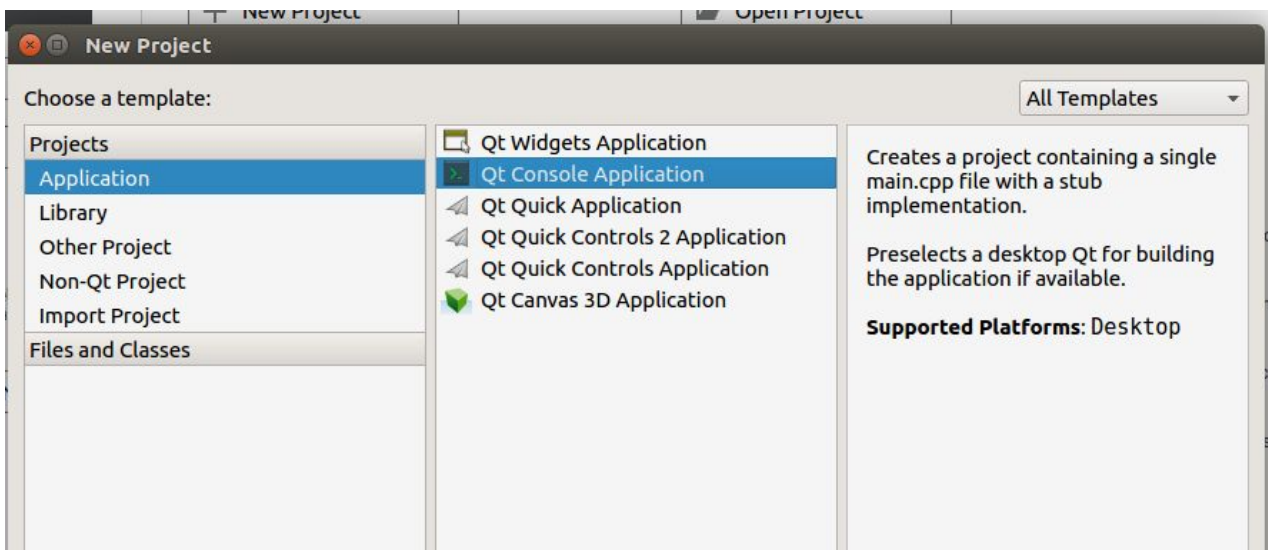 New Project
Open Project
New Project
Choose a template:
All Templates
Projects
Application
Library
Other Project
Non-Qt Project
Import Project
Files and Classes
Qt Widgets Application
Qt Console Application
Qt Quick Application
Qt Quick Controls 2 Application
Qt Quick Controls Application
Qt Canvas 3D Application
Creates a project containing a single
main.cpp file with a stub
implementation.
Preselects a desktop Qt for building
the application if available.
Supported Platforms: Desktop